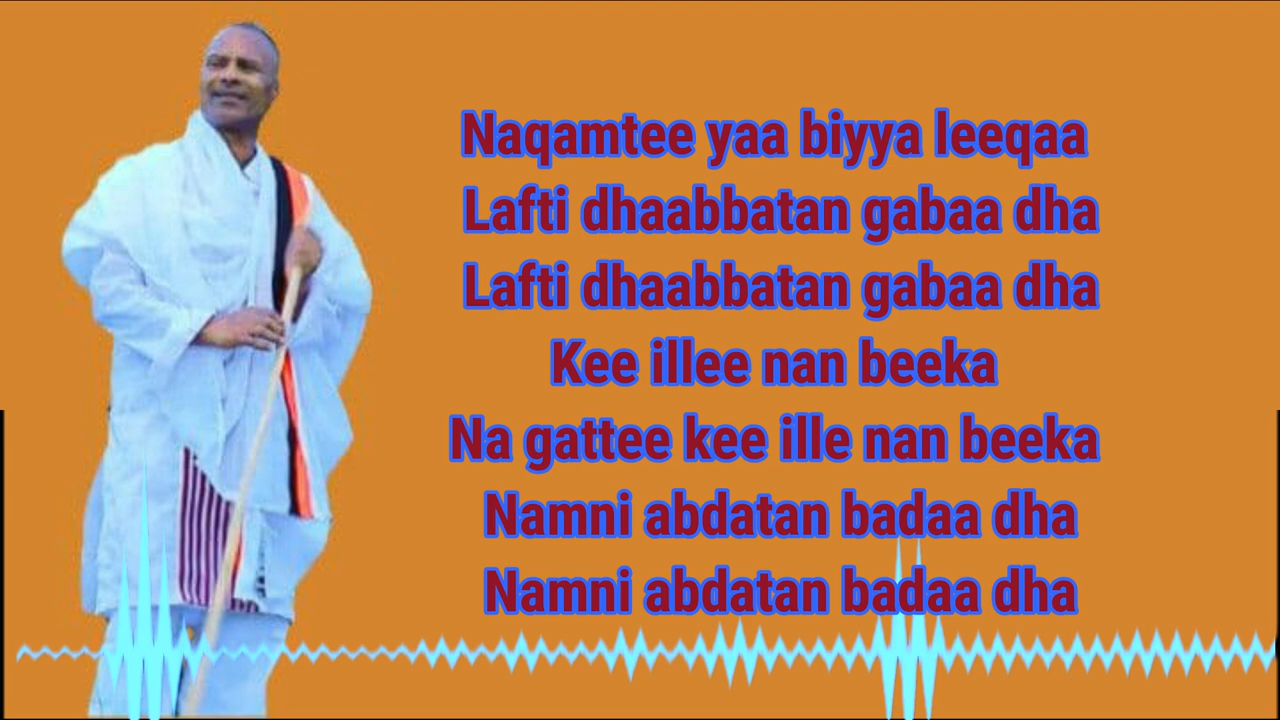 Naqamtee yaa biyya leeqaa
Lafti dhaabbatan gabaa dha
Lafti dhaabbatan gabaa dha
Kee illee nan beeka
Na gattee kee ille nan beeka
Namni abdatan badaa dha
Namni abdatan badaa dha